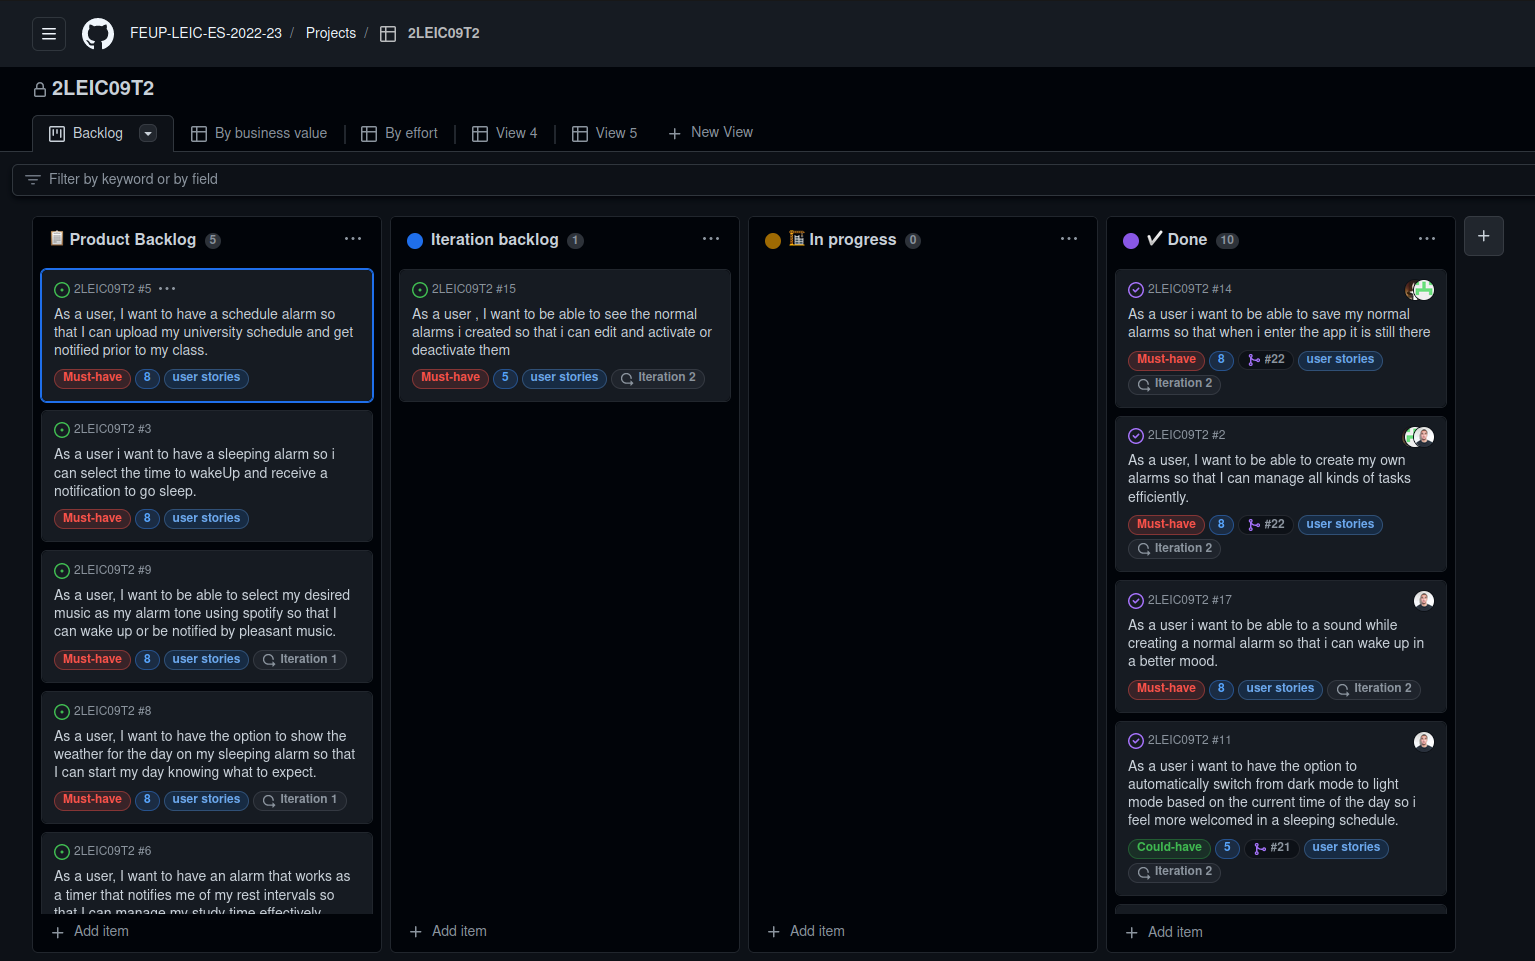 FEUP-LEIC-ES-2022-23 / Projects / 2LEIC09T2
2LEIC09T2
Backlog
By business value
By effort
View 4
View 5
New View
Filter by keyword or by field
Product Backlog 5
2LEIC09T2 #5
As a user, I want to have a schedule alarm so
that I can upload my university schedule and get
notified prior to my class.
Must-have 8 user stories
2LEIC09T2 #3
As a user i want to have a sleeping alarm so i
can select the time to wakeUp and receive a
notification to go sleep.
Must-have 8 user stories
2LEIC09T2 #9
As a user, I want to be able to select my desired
music as my alarm tone using spotify so that I
can wake up or be notified by pleasant music.
Must-have 8 user stories Iteration 1
2LEIC09T2 #8
As a user, I want to have the option to show the
weather for the day on my sleeping alarm so that
I can start my day knowing what to expect.
Must-have 8 user stories Iteration 1
2LEIC09T2 #6
As a user, I want to have an alarm that works as
a timer that notifies me of my rest intervals so
that I can manage my study time effectively
Add item
Iteration backlog 1
2LEIC09T2 #15
As a user , I want to be able to see the normal
alarms i created so that i can edit and activate or
deactivate them
Must-have 5 user stories Iteration 2
Add item
In progress 0
Add item
Done 10
2LEIC09T2 #14
As a user i want to be able to save my normal
alarms so that when i enter the app it is still there
Must-have 8 #22 user stories
Iteration 2
2LEIC09T2 #2
As a user, I want to be able to create my own
alarms so that I can manage all kinds of tasks
efficiently.
Must-have 8 #22 user stories
Iteration 2
2LEIC09T2 #17
As a user i want to be able to a sound while
creating a normal alarm so that i can wake up in
a better mood.
Must-have 8 user stories Iteration 2
2LEIC09T2 #11
As a user i want to have the option to
automatically switch from dark mode to light
mode based on the current time of the day so i
feel more welcomed in a sleeping schedule.
Could-have 5 #21 user stories
Iteration 2
Add item